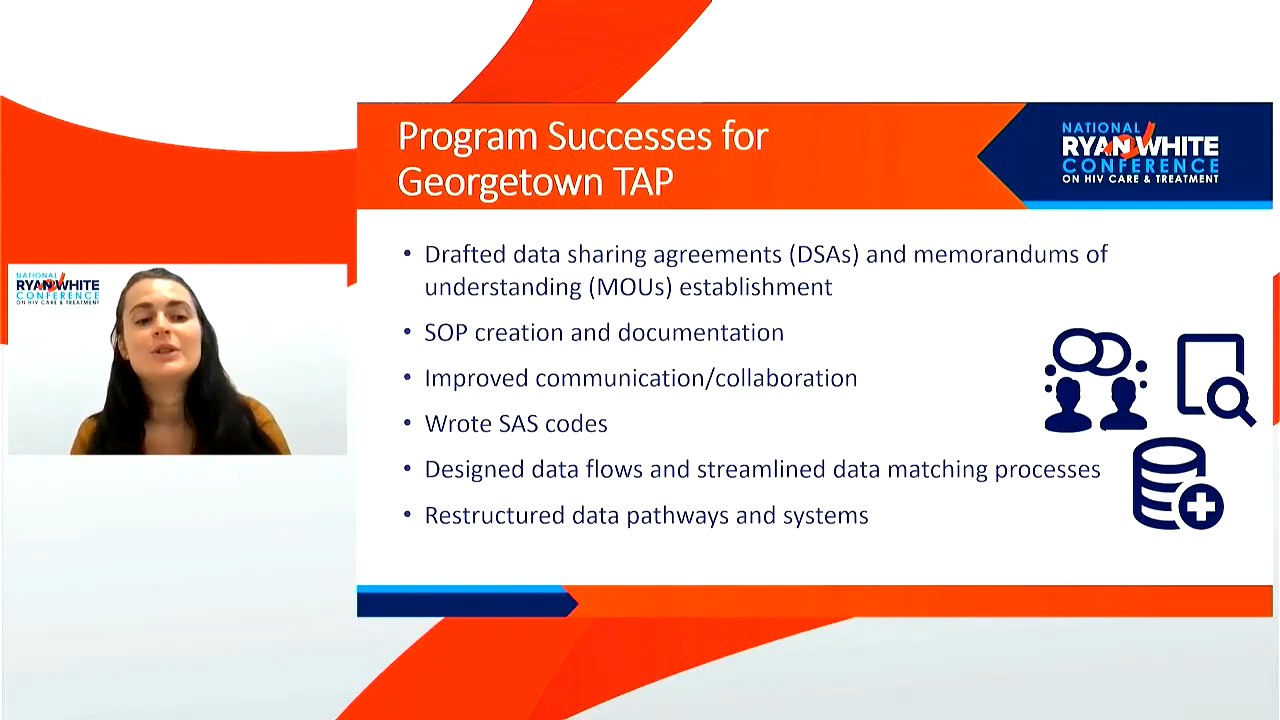 Program Successes for
Georgetown TAP
NATIONAL
RYAN WHITE
CONFERENCE
ON HIV CARE & TREATMENT
• Drafted data sharing agreements (DSAs) and memorandums of
understanding (MOUs) establishment
• SOP creation and documentation
• Improved communication/collaboration
• Wrote SAS codes
• Designed data flows and streamlined data matching processes
• Restructured data pathways and systems
NATIONAL
RYAN WHITE
CONFERENCE
ON HIV CARE & TREATMENT